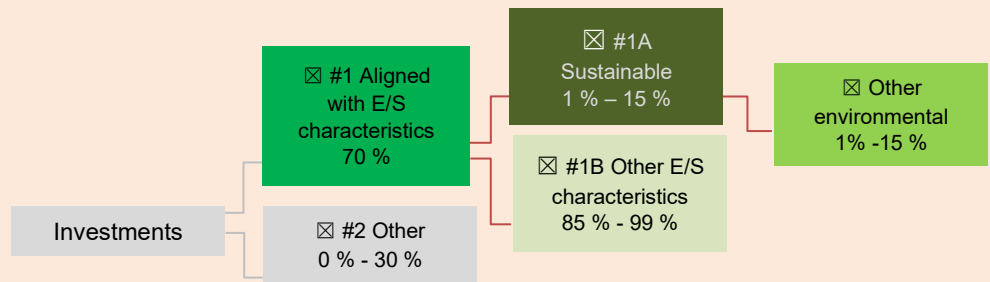 Investments
☒ #1 Aligned
with E/S
characteristics
70 %
☒ #2 Other
0 % - 30 %
☒ #1A
Sustainable
1 % – 15 %
☒ #1B Other E/S
characteristics
85 % - 99 %
☒ Other
environmental
1% -15 %